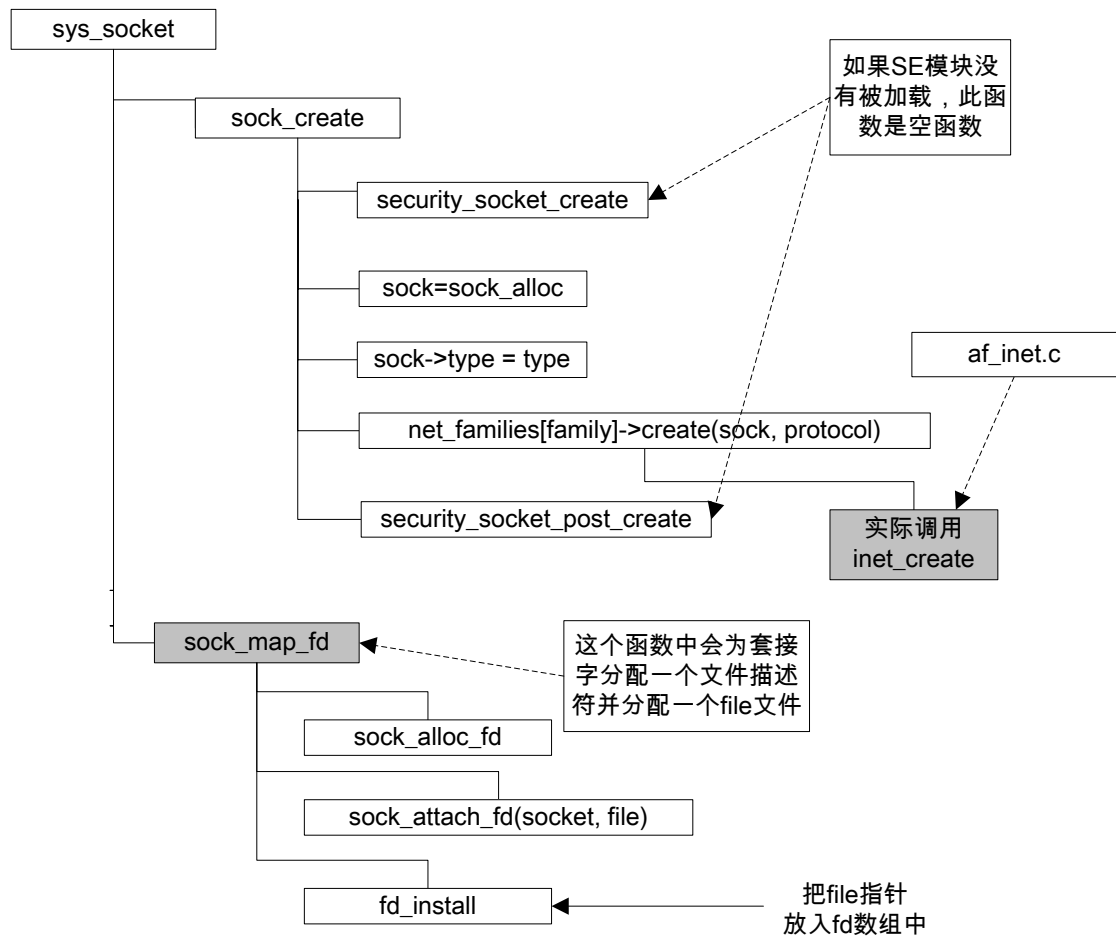 sys_socket
sock_create
如果SE模块没
有被加载，此函
数是空函数
security_socket_create
sock=sock_alloc
sock->type = type
af_inet.c
net_families[family]->create(sock, protocol)
security_socket_post_create
实际调用
inet_create
sock_map_fd
这个函数中会为套接
字分配一个文件描述
符并分配一个file文件
sock_alloc_fd
sock_attach_fd(socket, file)
fd_install
把file指针
放入fd数组中